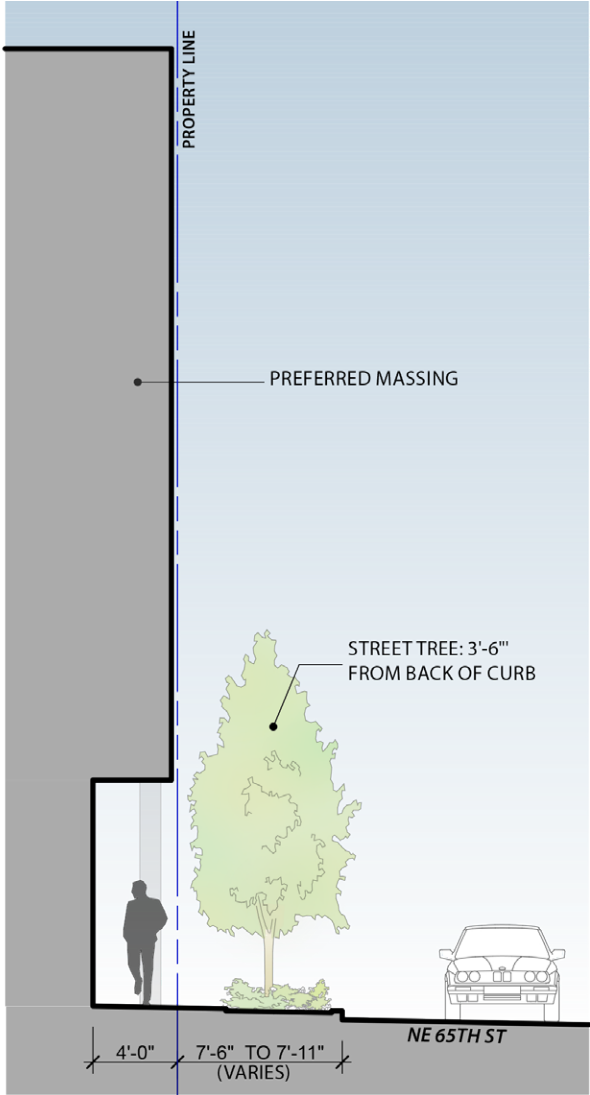 PROPERTY LINE
PREFERRED MASSING
STREET TREE: 3'-6'"
FROM BACK OF CURB
NE 65TH ST
4'-0"
7'-6" TO 7'-11"
(VARIES)